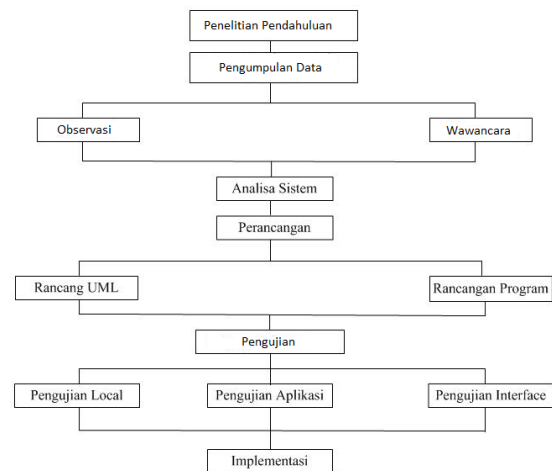 Penelitian Pendahuluan
Pengumpulan Data
Observasi
Wawancara
Analisa Sistem
Perancangan
Rancang UML
Rancangan Program
Pengujian
Pengujian Local
Pengujian Aplikasi
Pengujian Interface
Implementasi